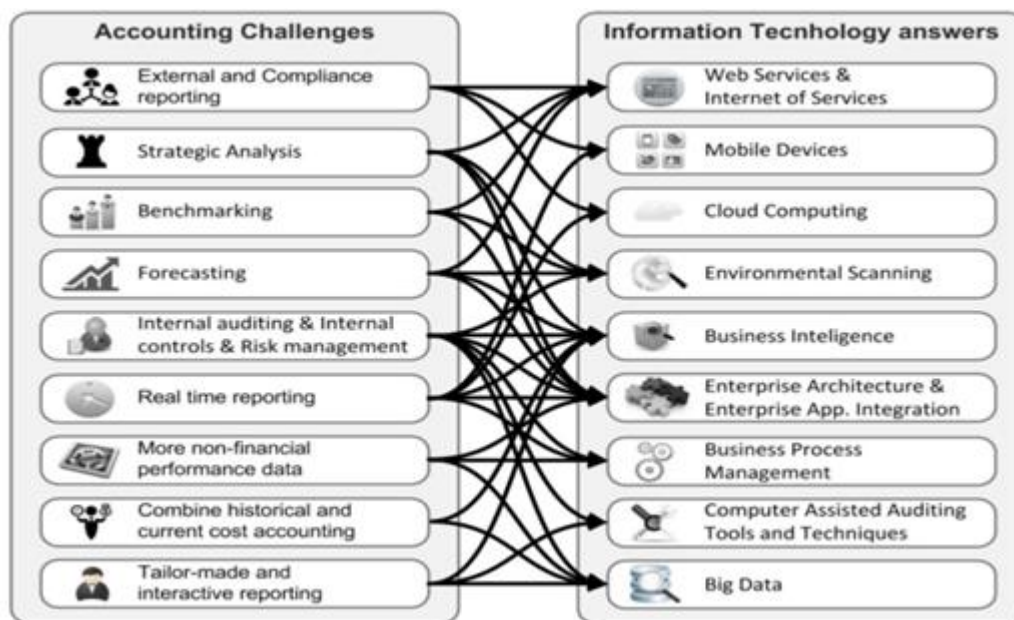 Accounting Challenges
External and Compliance
reporting
Strategic Analysis
Benchmarking
Forecasting
Internal auditing & Internal
controls & Risk management
Real time reporting
More non-financial
performance data
Combine historical and
current cost accounting
Tailor-made and
interactive reporting
Information Tecnhology answers
Web Services &
Internet of Services
Mobile Devices
Cloud Computing
Environmental Scanning
Business Inteligence
Enterprise Architecture &
Enterprise App. Integration
Business Process
Management
Computer Assisted Auditing
Tools and Techniques
Big Data